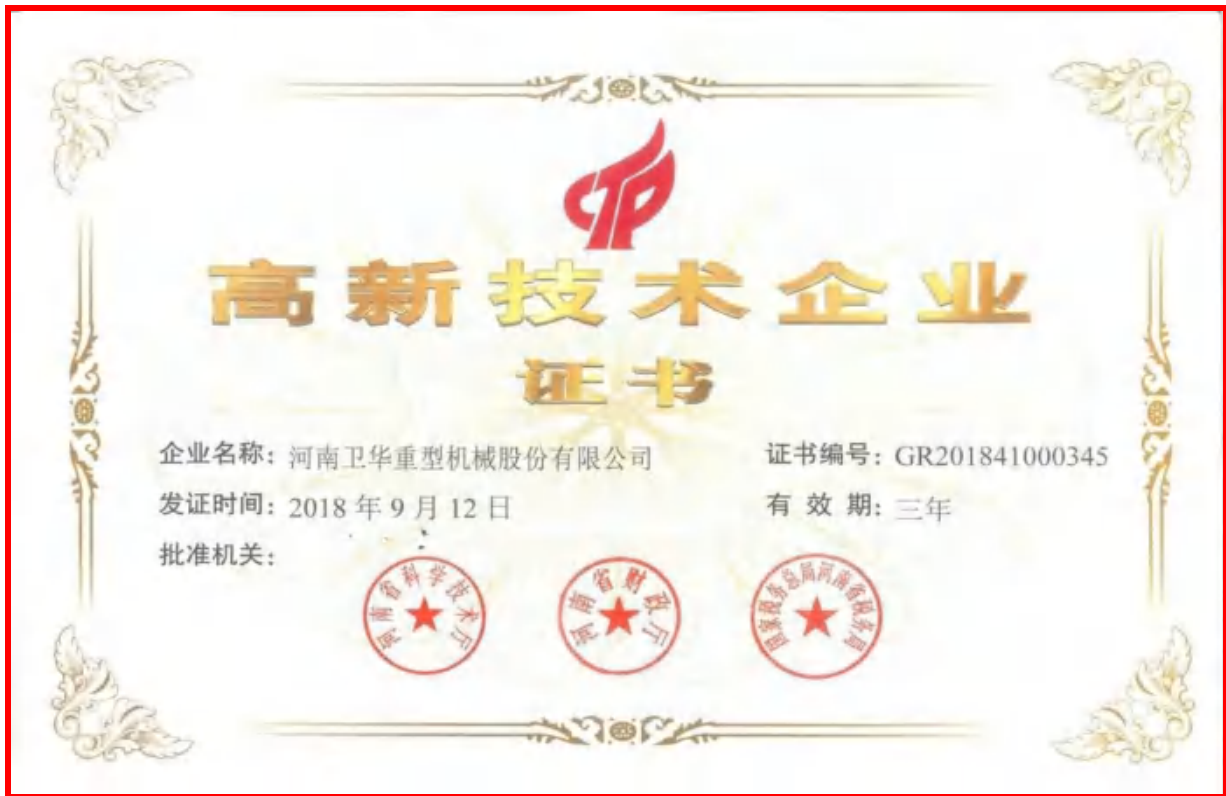 高新技术企业
证书
企业名称：河南卫华重型机械股份有限公司
证书编号：GR201841000345
发证时间：2018年9月12日
有效期：三年
批准机关：
河南省科学技术厅
河南省财政厅
国家税务总局河南省税务局